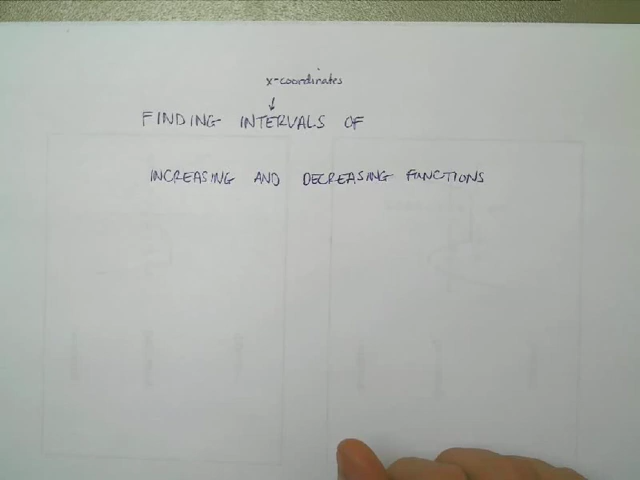 x-coordinates
FINDING INTERVALS OF
INCREASING AND DECREASING FUNCTIONS